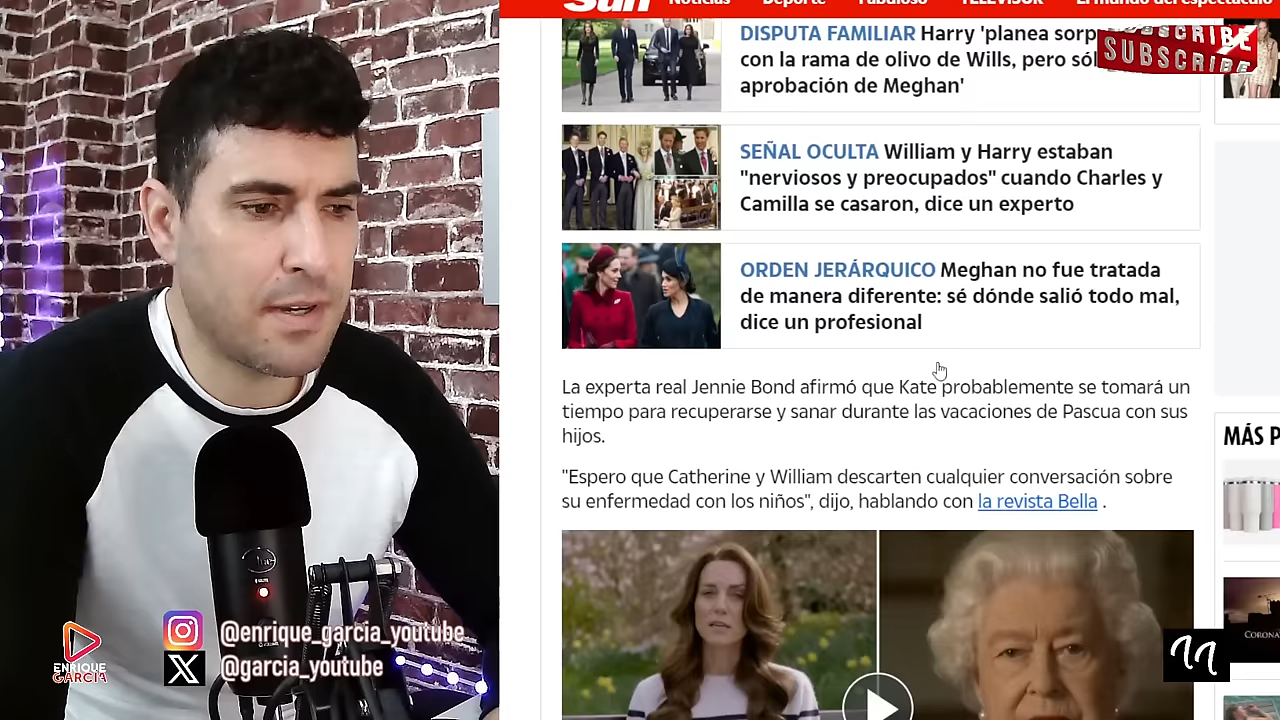 Sun
Noticias Deporte Fabuloso TELEVISOR El mundo del espectáculo
DISPUTA FAMILIAR Harry 'planea
con la rama de olivo de Wills, pero
aprobación de Meghan'
SUBSCRIBE
SUBSCRIBE
SEÑAL OCULTA William y Harry estaban
"nerviosos y preocupados" cuando Charles y
Camilla se casaron, dice un experto
ORDEN JERÁRQUICO Meghan no fue tratada
de manera diferente: sé dónde salió todo mal,
dice un profesional
La experta real Jennie Bond afirmó que Kate probablemente se tomará un
tiempo para recuperarse y sanar durante las vacaciones de Pascua con sus
hijos.
"Espero que Catherine y William descarten cualquier conversación sobre
su enfermedad con los niños", dijo, hablando con la revista Bella .
MÁS P
CORONA
@enrique_garcia_youtube
@garcia_youtube
ENRIQUE
GARCIA